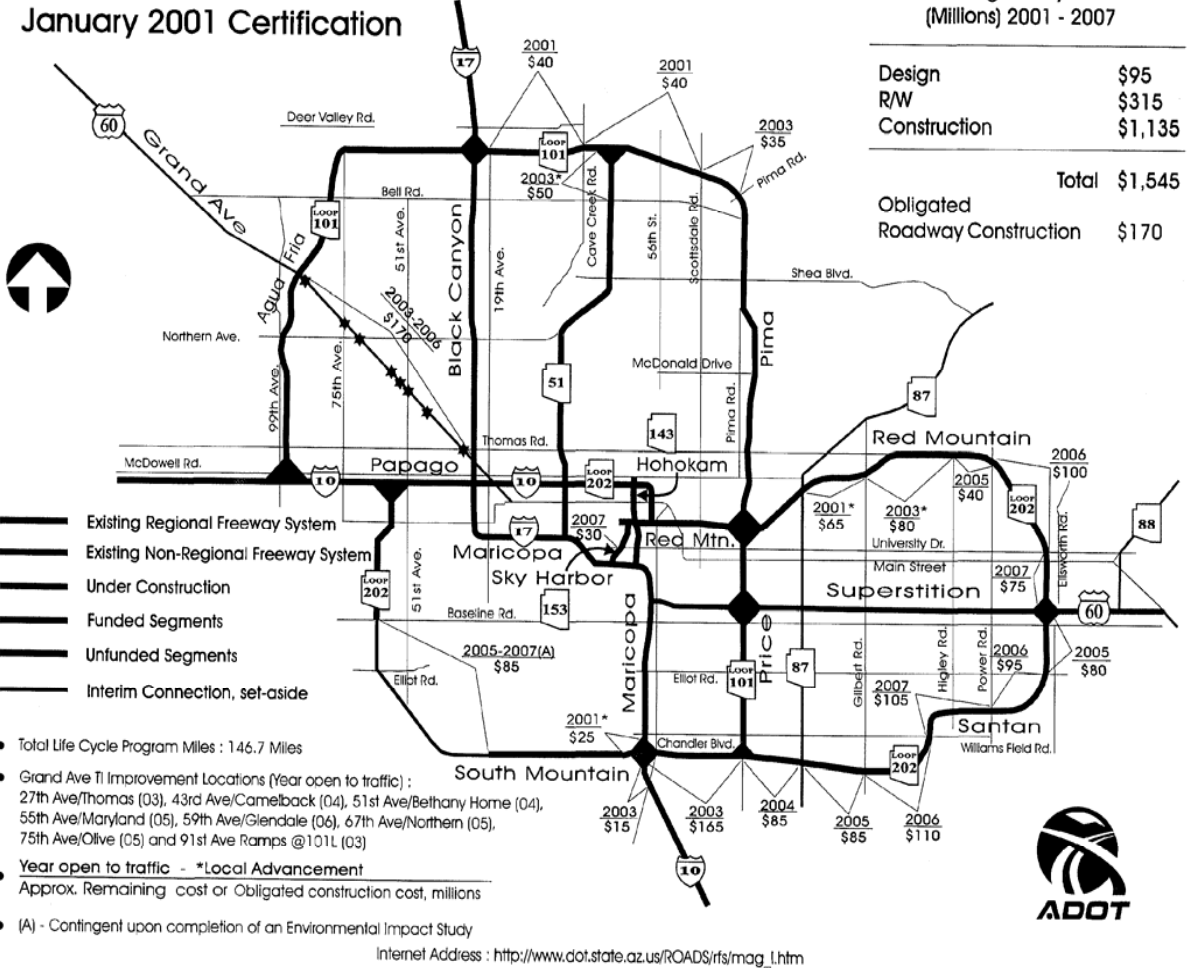 January 2001 Certification
(Millions) 2001 - 2007
Design $95
R/W $315
Construction $1,135
Total $1,545
Obligated
Roadway Construction $170
17
2001
$40
2001
$40
60
Grand Ave
Deer Valley Rd.
LOOP
101
2003
$35
Pima Rd.
2003*
$50
Bell Rd.
LOOP
101
Agua Fria
51st Ave.
Black Canyon
19th Ave.
Cave Creek Rd.
56th St.
Scottsdale Rd.
Shea Blvd.
2003-2006
$170
Northern Ave.
99th Ave.
75th Ave.
51
McDonald Drive
Pima
Pima Rd.
87
143
Thomas Rd.
Hohokam
Red Mountain
McDowell Rd.
10
Papago
10
LOOP
202
2006
$100
2005
$40
LOOP
202
2001*
$65
2003*
$80
88
Existing Regional Freeway System
Existing Non-Regional Freeway System
Under Construction
Funded Segments
Unfunded Segments
Interim Connection, set-aside
17
2007
$30
Red Mtn.
University Dr.
Main Street
Ellsworth Rd.
Maricopa
Sky Harbor
2007
$75
LOOP
202
51st Ave.
Baseline Rd.
153
Superstition
60
Maricopa
Price
2005-2007(A)
$85
Elliot Rd.
Elliot Rd.
LOOP
101
87
Gilbert Rd.
Higley Rd.
Power Rd.
2006
$95
2005
$80
2007
$105
Santan
Williams Field Rd.
2001*
$25
Chandler Blvd.
LOOP
202
South Mountain
2003
$15
2003
$165
2004
$85
2005
$85
2006
$110
10
Total Life Cycle Program Miles : 146.7 Miles
Grand Ave TI Improvement Locations (Year open to traffic) :
27th Ave/Thomas (03), 43rd Ave/Camelback (04), 51st Ave/Bethany Home (04),
55th Ave/Maryland (05), 59th Ave/Glendale (06), 67th Ave/Northern (05),
75th Ave/Olive (05) and 91st Ave Ramps @101L (03)
Year open to traffic - *Local Advancement
Approx. Remaining cost or Obligated construction cost, millions
(A) - Contingent upon completion of an Environmental Impact Study
ADOT
Internet Address : http://www.dot.state.az.us/ROADS/rfs/mag_l.htm